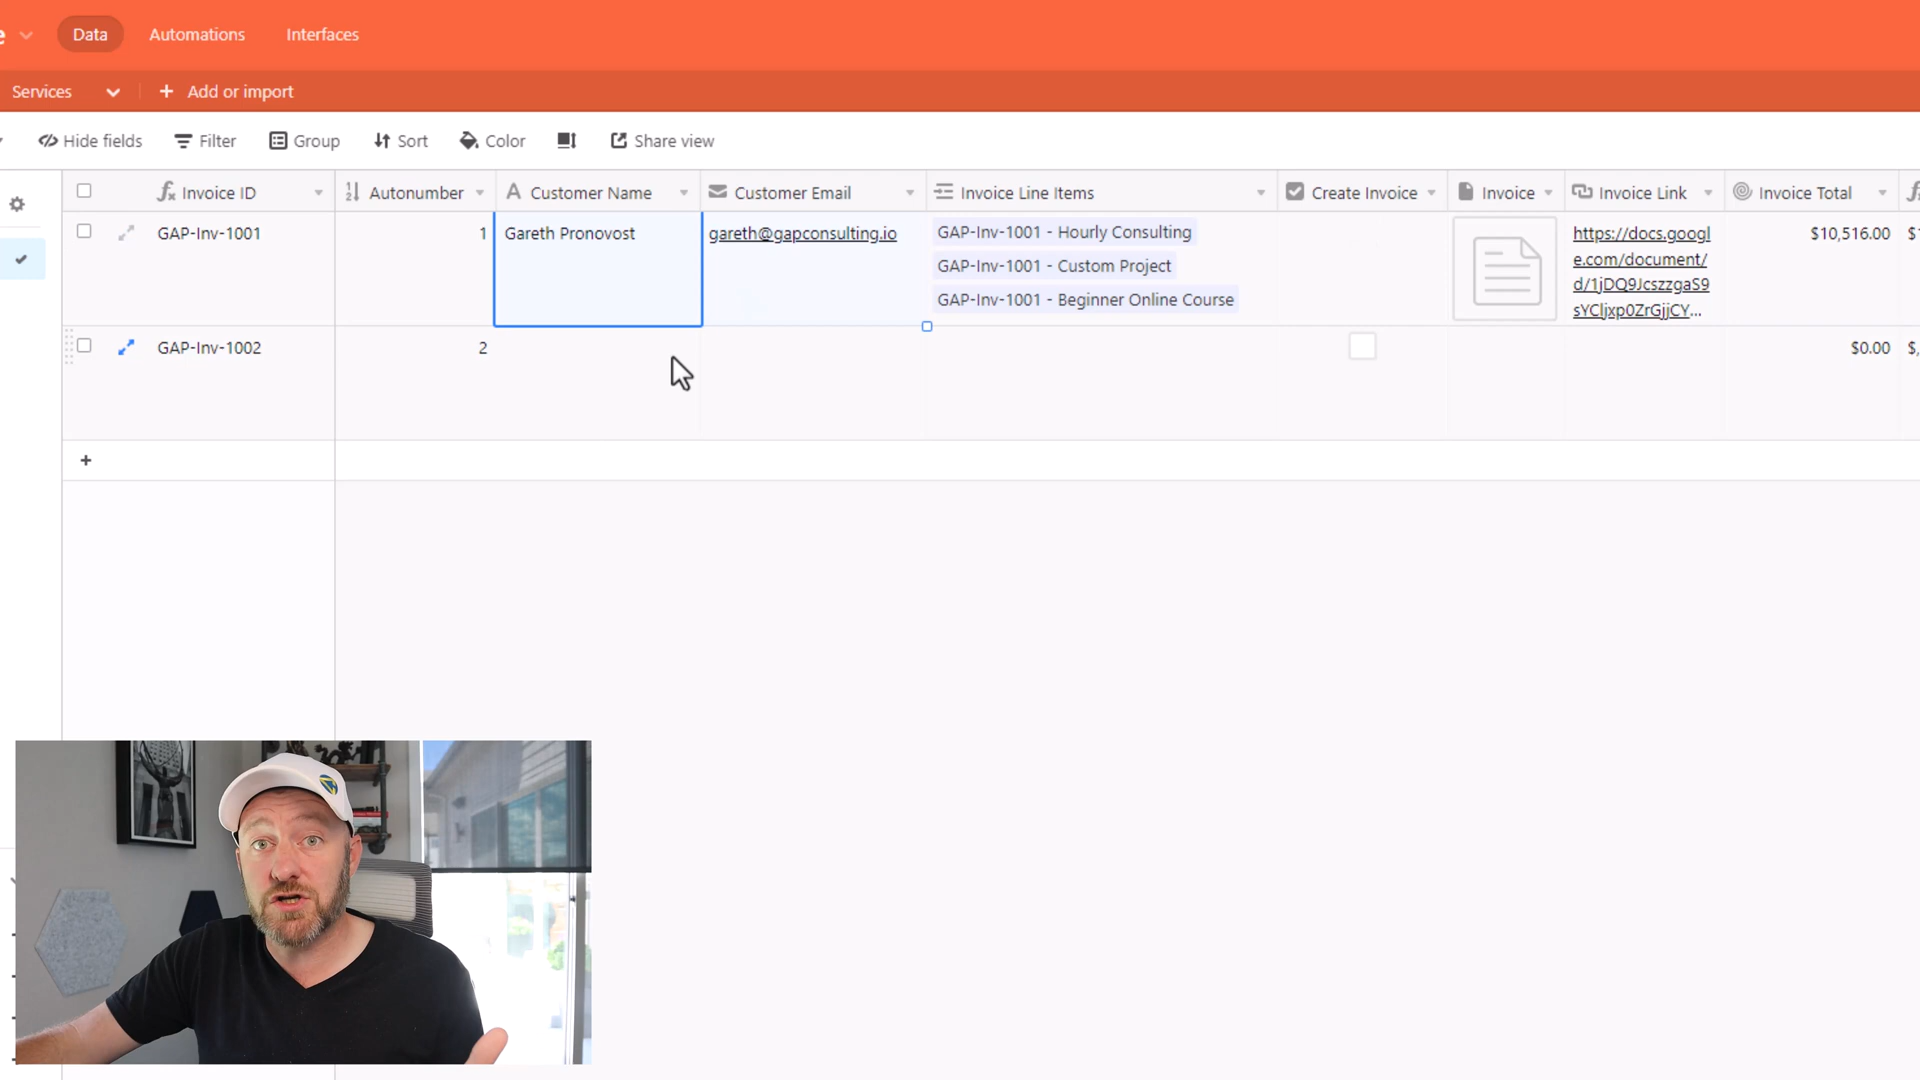 e
Data
Automations
Interfaces
Services
+ Add or import
Hide fields
Filter
Group
Sort
Color
Share view
Invoice ID
Autonumber
Customer Name
Customer Email
Invoice Line Items
Create Invoice
Invoice
Invoice Link
Invoice Total
GAP-Inv-1001
1
Gareth Pronovost
gareth@gapconsulting.io
GAP-Inv-1001 - Hourly Consulting
GAP-Inv-1001 - Custom Project
GAP-Inv-1001 - Beginner Online Course
https://docs.googl
e.com/document/
d/1jDQ9JcszzgaS9
sYCljxp0ZrGjjCY...
$10,516.00
GAP-Inv-1002
2
$0.00
+